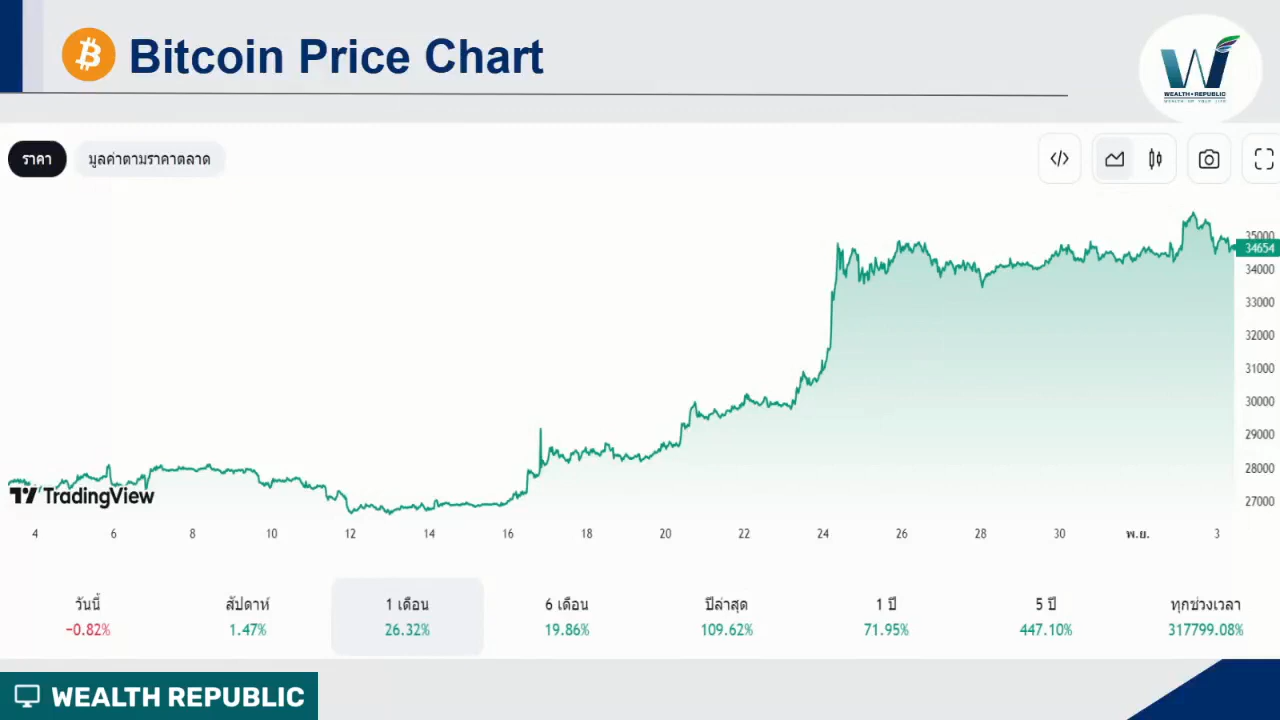 Bitcoin Price Chart
WEALTH•REPUBLIC
ราคา
มูลค่าตามราคาตลาด
35000
34654
34000
33000
32000
31000
30000
29000
28000
27000
TradingView
4 6 8 10 12 14 16 18 20 22 24 26 28 30 พ.ย. 3
วันนี้ สัปดาห์ 1 เดือน 6 เดือน ปีล่าสุด 1 ปี 5 ปี ทุกช่วงเวลา
−0.82% 1.47% 26.32% 19.86% 109.62% 71.95% 447.10% 317799.08%
WEALTH REPUBLIC